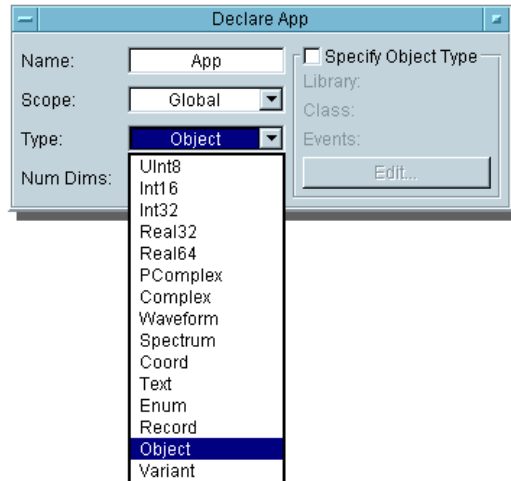 Declare App
Name: App
Scope: Global
Type: Object
Num Dims:
Specify Object Type
Library:
Class:
Events:
Edit...
UInt8
Int16
Int32
Real32
Real64
PComplex
Complex
Waveform
Spectrum
Coord
Text
Enum
Record
Object
Variant